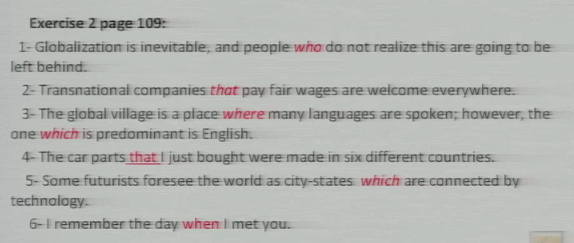 Exercise 2 page 109:
1- Globalization is inevitable, and people who do not realize this are going to be
left behind.
2- Transnational companies that pay fair wages are welcome everywhere.
3- The global village is a place where many languages are spoken; however, the
one which is predominant is English.
4- The car parts that I just bought were made in six different countries.
5- Some futurists foresee the world as city-states which are connected by
technology.
6- I remember the day when I met you.